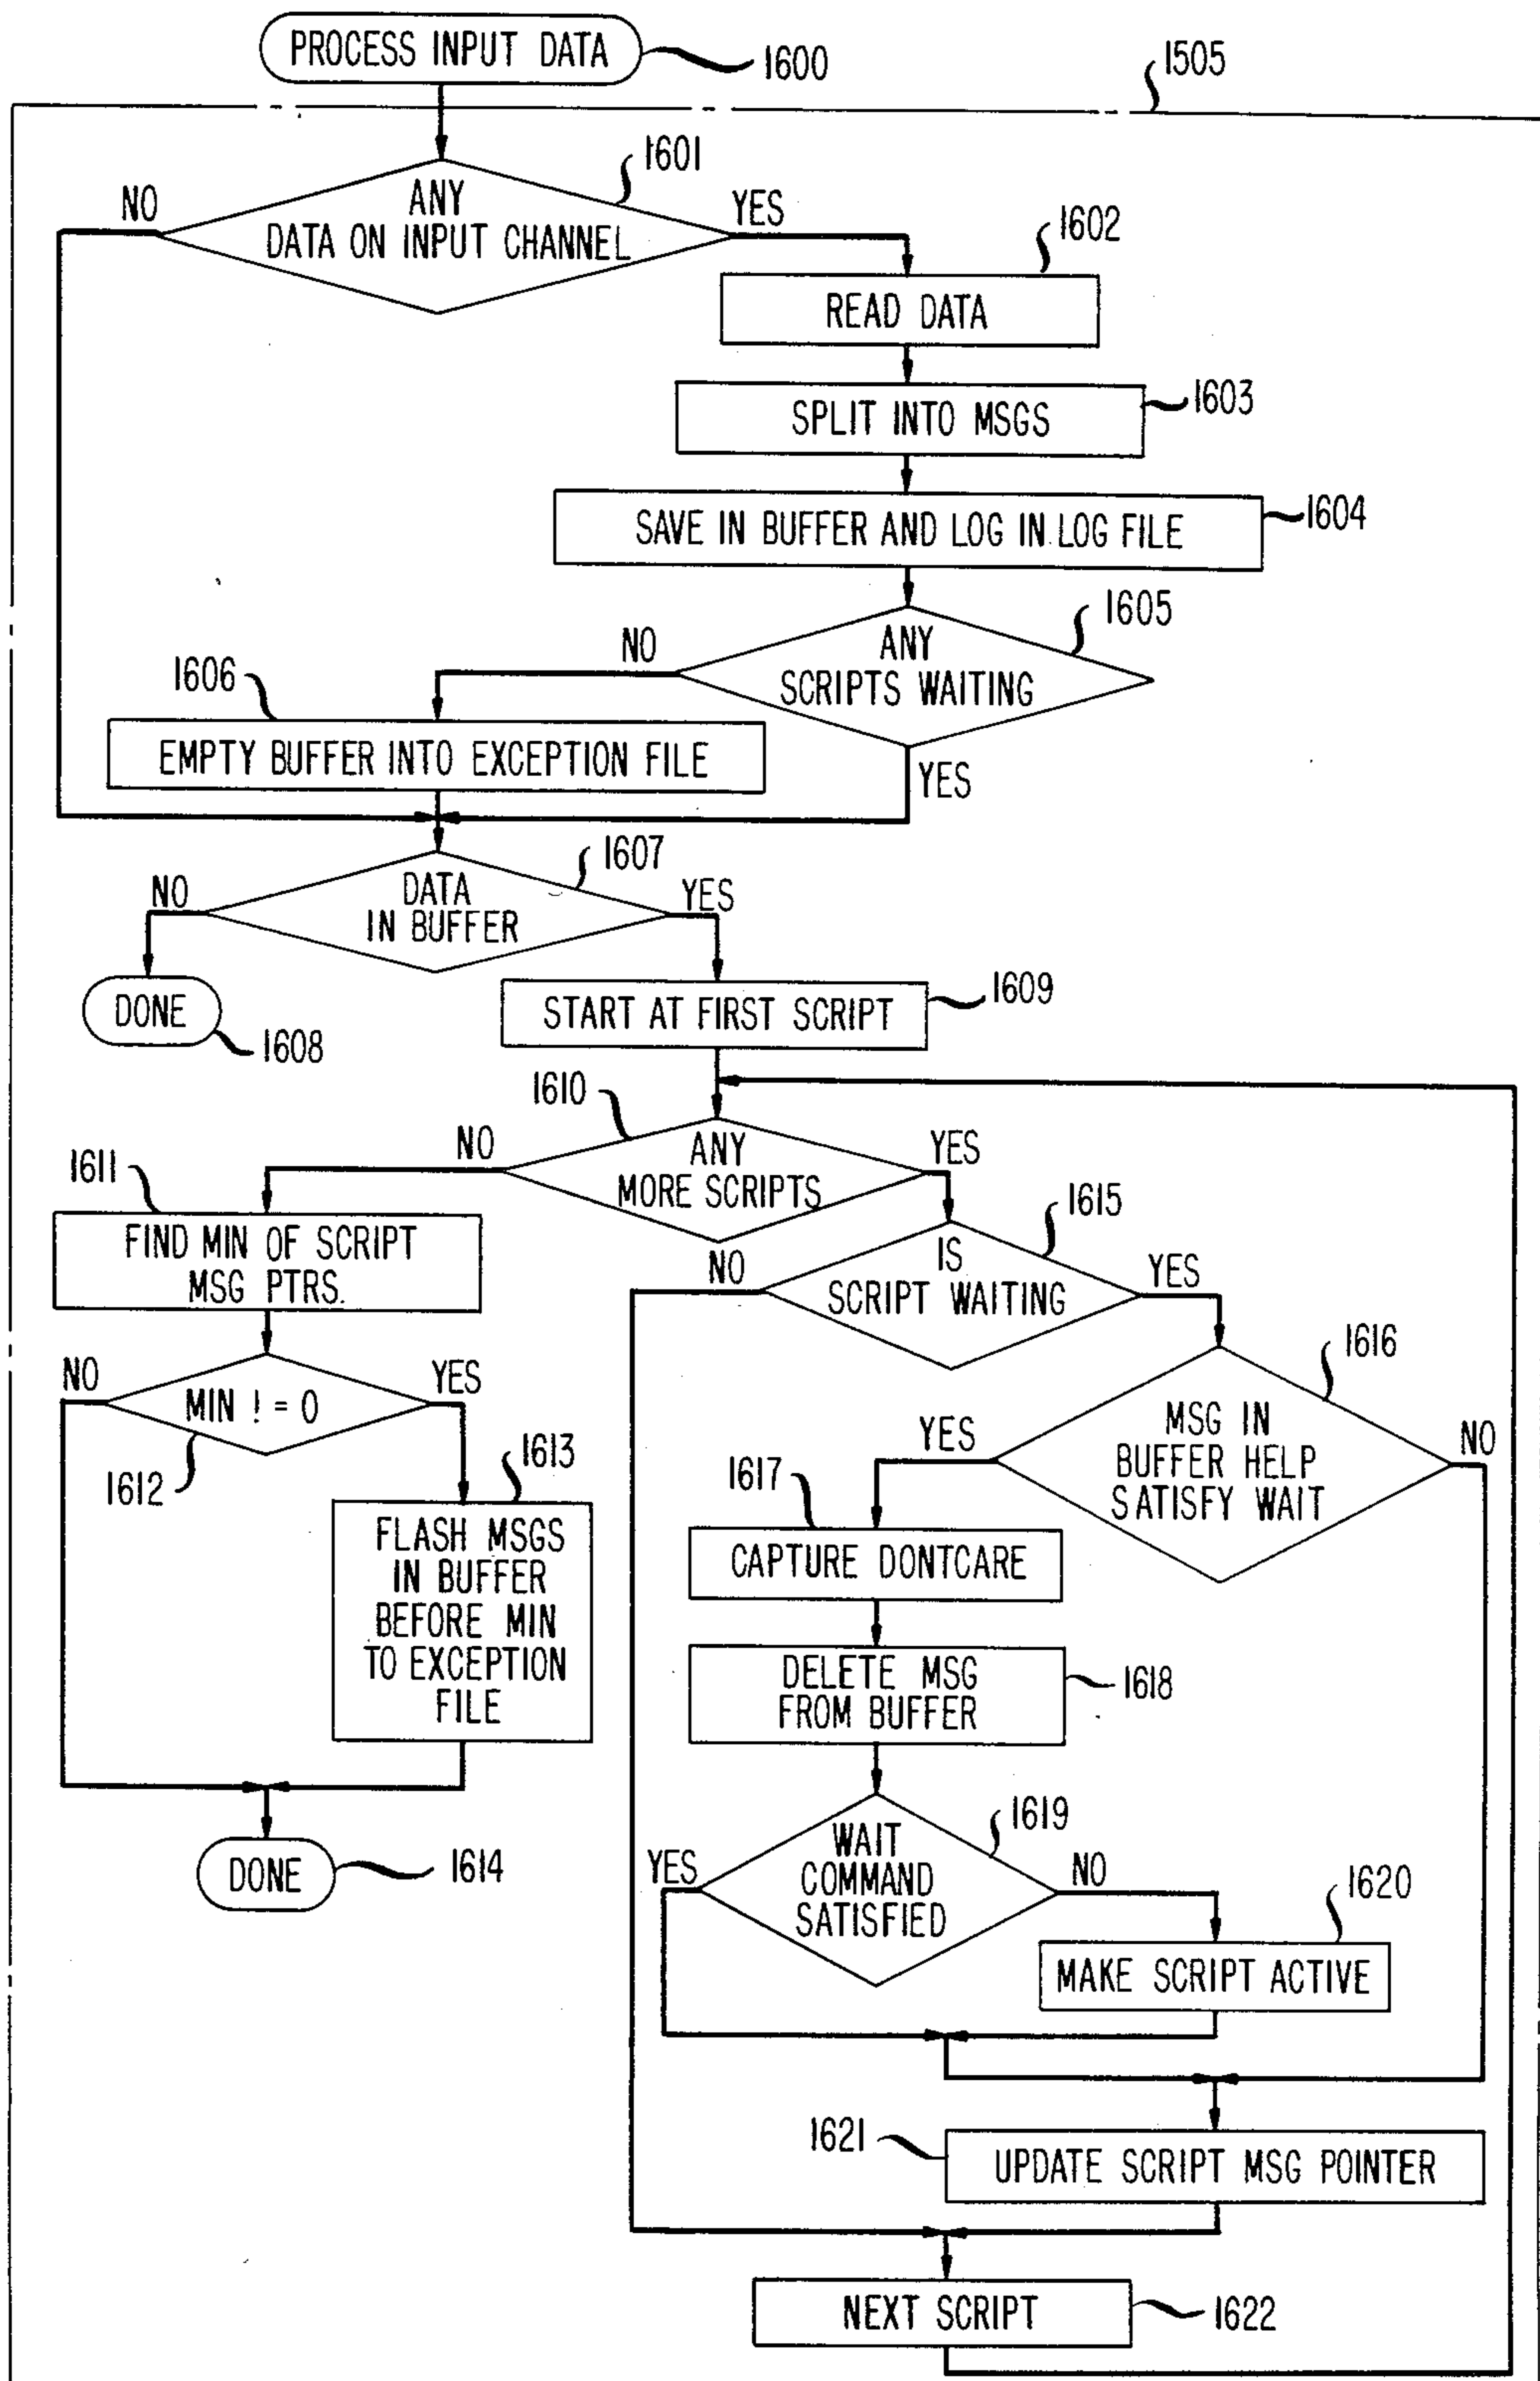 PROCESS INPUT DATA
1600
1505
1601
ANY
DATA ON INPUT CHANNEL
NO
YES
1602
READ DATA
SPLIT INTO MSGS
1603
SAVE IN BUFFER AND LOG IN LOG FILE
1604
1605
ANY
SCRIPTS WAITING
NO
YES
1606
EMPTY BUFFER INTO EXCEPTION FILE
1607
DATA
IN BUFFER
NO
YES
DONE
1608
START AT FIRST SCRIPT
1609
1610
ANY
MORE SCRIPTS
NO
YES
1611
FIND MIN OF SCRIPT
MSG PTRS.
NO
MIN ! = 0
YES
1612
1613
FLASH MSGS
IN BUFFER
BEFORE MIN
TO EXCEPTION
FILE
DONE
1614
1615
IS
SCRIPT WAITING
NO
YES
1616
MSG IN
BUFFER HELP
SATISFY WAIT
YES
NO
1617
CAPTURE DONTCARE
DELETE MSG
FROM BUFFER
1618
1619
WAIT
COMMAND
SATISFIED
YES
NO
1620
MAKE SCRIPT ACTIVE
1621
UPDATE SCRIPT MSG POINTER
NEXT SCRIPT
1622